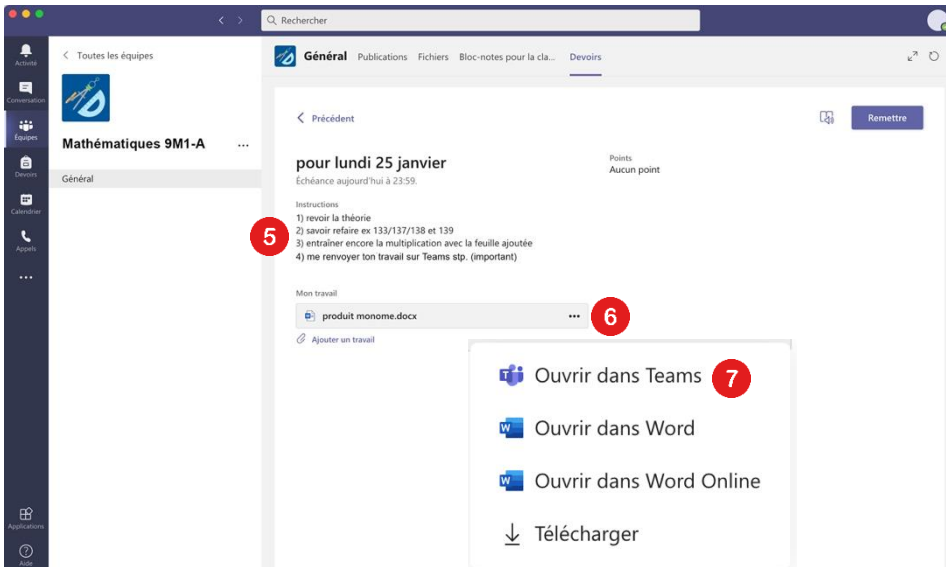 Rechercher
Activité
Conversation
Équipes
Devoirs
Calendrier
Appels
Applications
Aide
Toutes les équipes
Mathématiques 9M1-A
Général
Général Publications Fichiers Bloc-notes pour la cla... Devoirs
Précédent
Remettre
pour lundi 25 janvier
Échéance aujourd'hui à 23:59.
Points
Aucun point
Instructions
1) revoir la théorie
2) savoir refaire ex 133/137/138 et 139
5
3) entraîner encore la multiplication avec la feuille ajoutée
4) me renvoyer ton travail sur Teams stp. (important)
Mon travail
produit monome.docx
6
Ajouter un travail
Ouvrir dans Teams
7
Ouvrir dans Word
Ouvrir dans Word Online
Télécharger